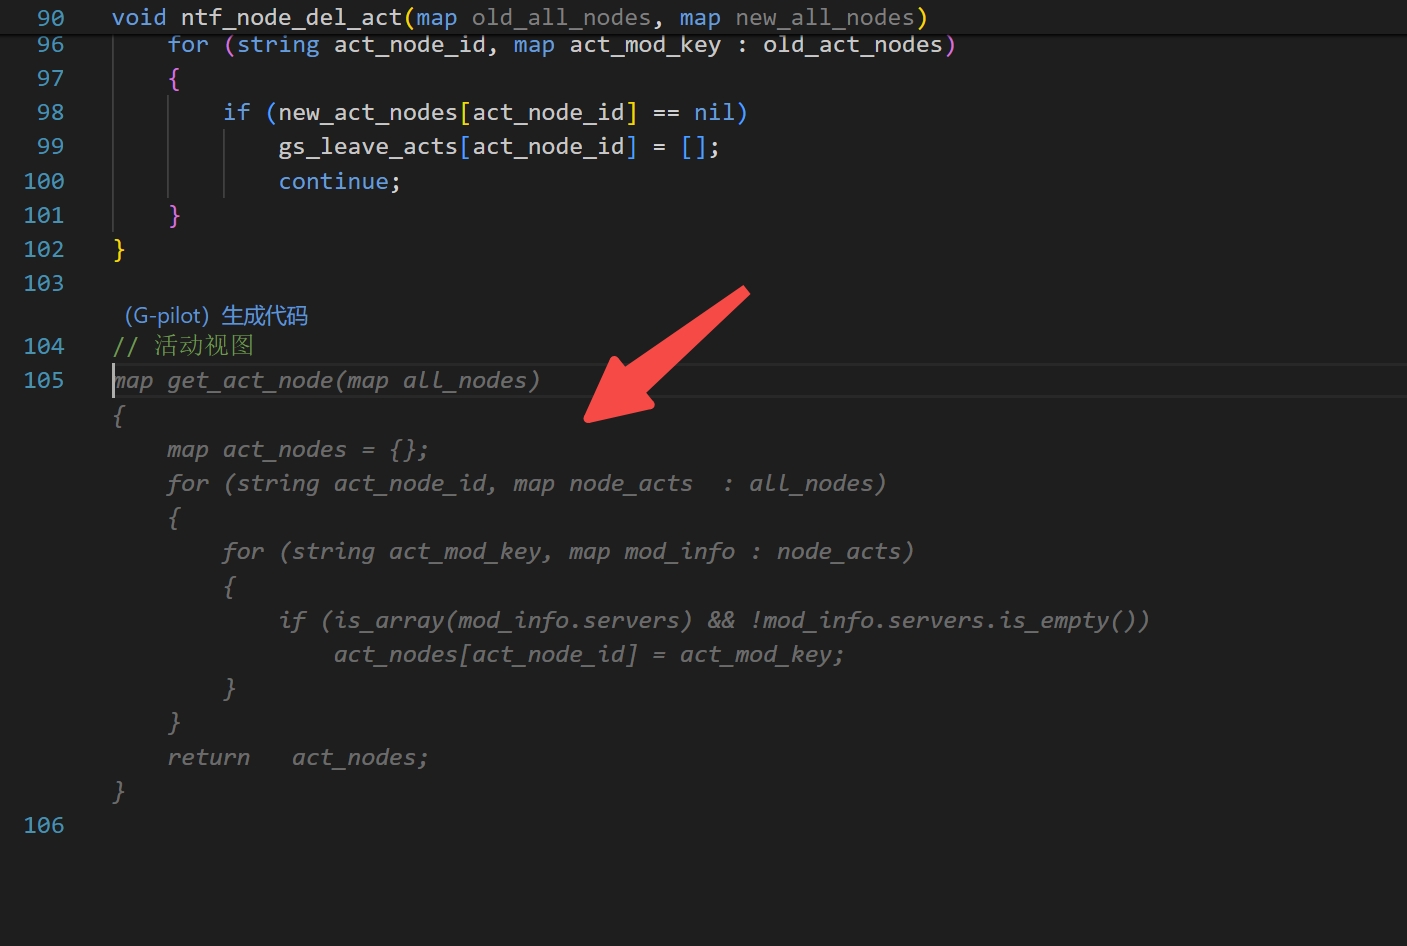 90 void ntf_node_del_act(map old_all_nodes, map new_all_nodes)
96 for (string act_node_id, map act_mod_key : old_act_nodes)
97 {
98 if (new_act_nodes[act_node_id] == nil)
99 gs_leave_acts[act_node_id] = [];
100 continue;
101 }
102 }
103
（G-pilot）生成代码
104 // 活动视图
105 map get_act_node(map all_nodes)
{
map act_nodes = {};
for (string act_node_id, map node_acts  : all_nodes)
{
for (string act_mod_key, map mod_info : node_acts)
{
if (is_array(mod_info.servers) && !mod_info.servers.is_empty())
act_nodes[act_node_id] = act_mod_key;
}
}
return   act_nodes;
}
106